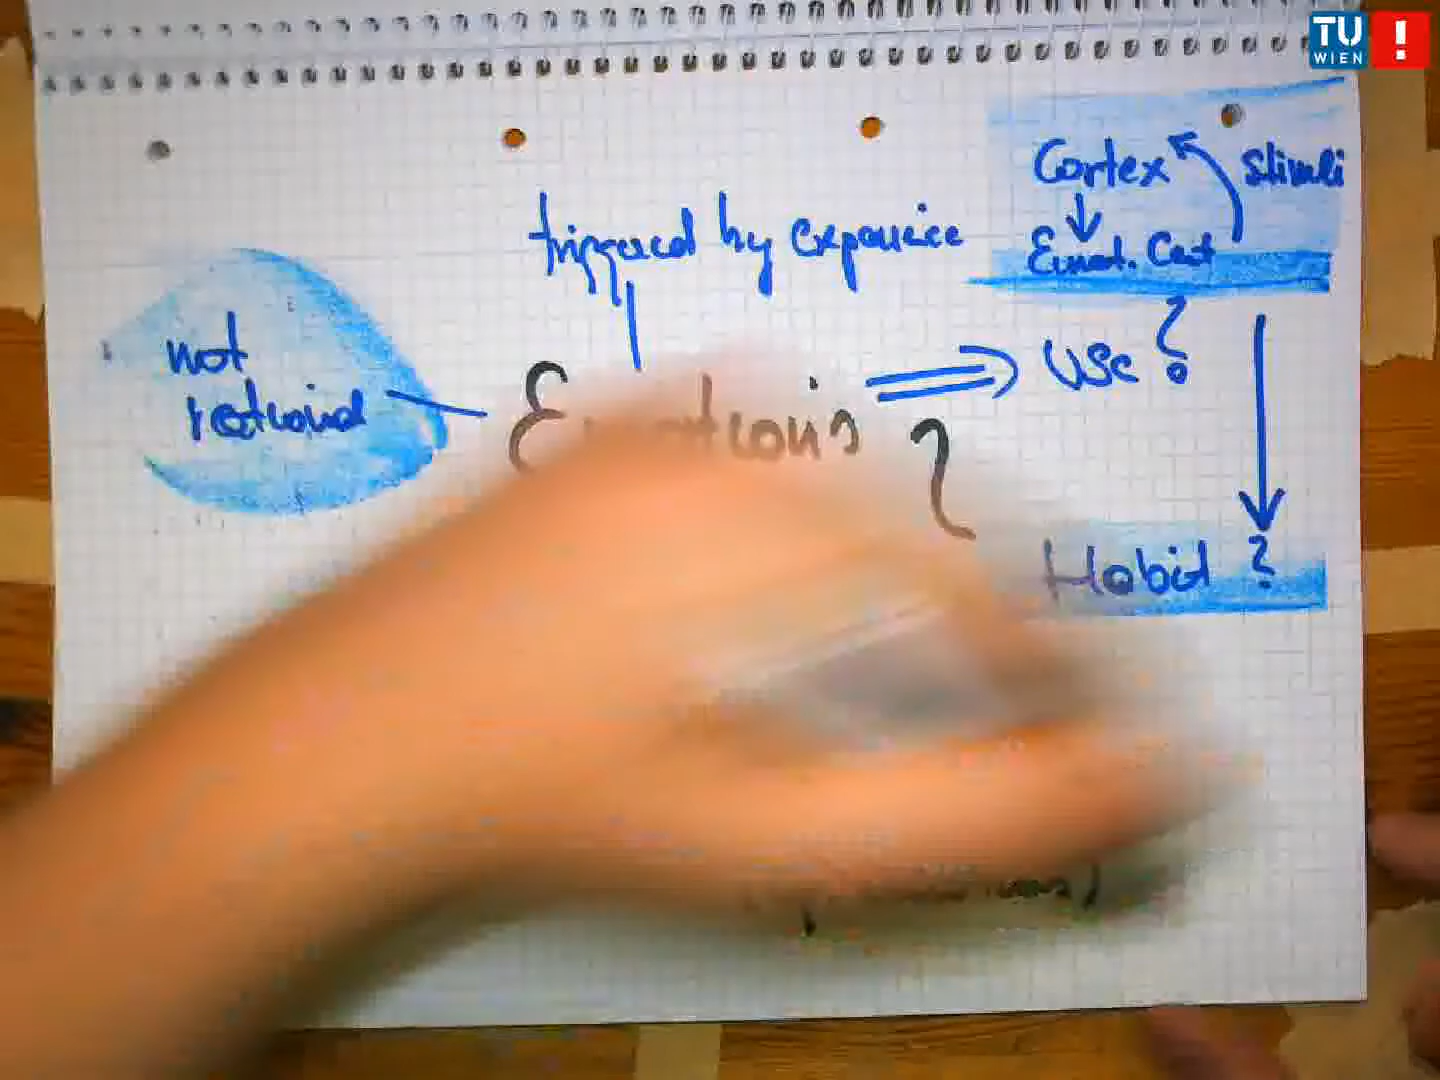 TU
WIEN
!
Cortex Stimuli
Emot. Cort
triggered by experience
not
rational
Emotions
Use ?
Habit ?